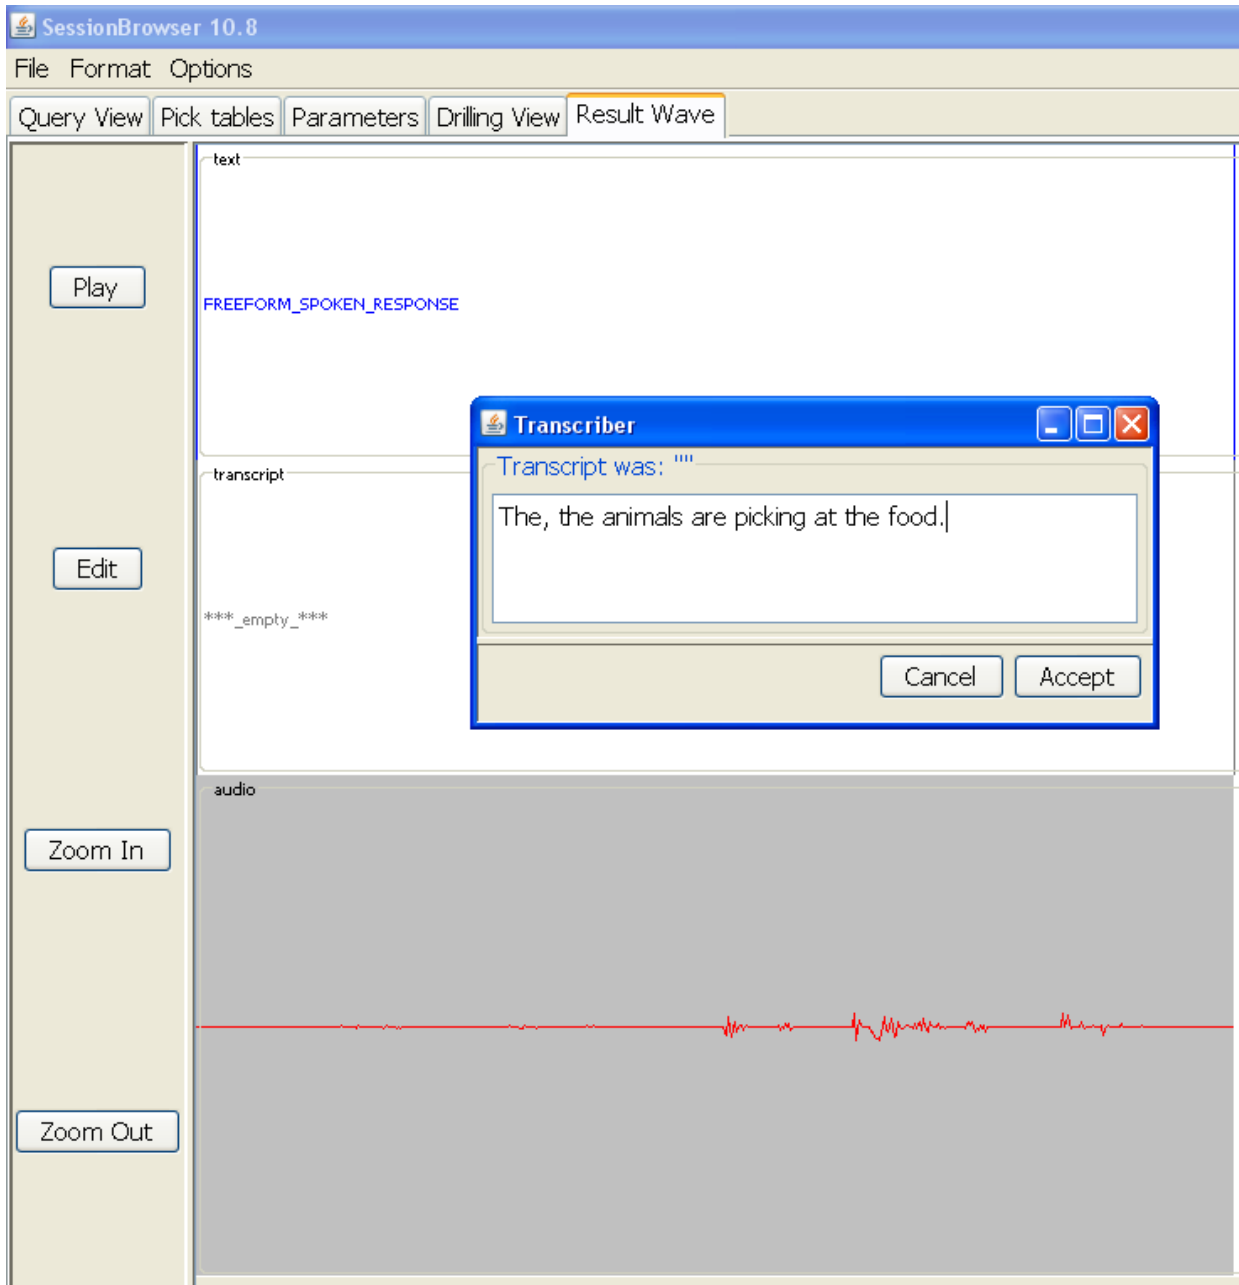 SessionBrowser 10.8
File Format Options
Query View Pick tables Parameters Drilling View Result Wave
text
Play
FREEFORM_SPOKEN_RESPONSE
Transcriber
Transcript was: ""
The, the animals are picking at the food.
Cancel Accept
transcript
Edit
***_empty_***
audio
Zoom In
Zoom Out